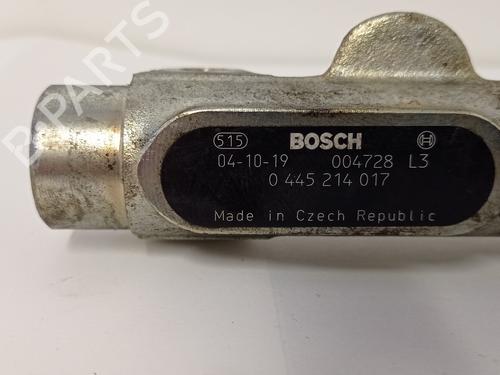 515 BOSCH
04-10-19 004728 L3
0 445 214 017
Made in Czech Republic
B-PARTS